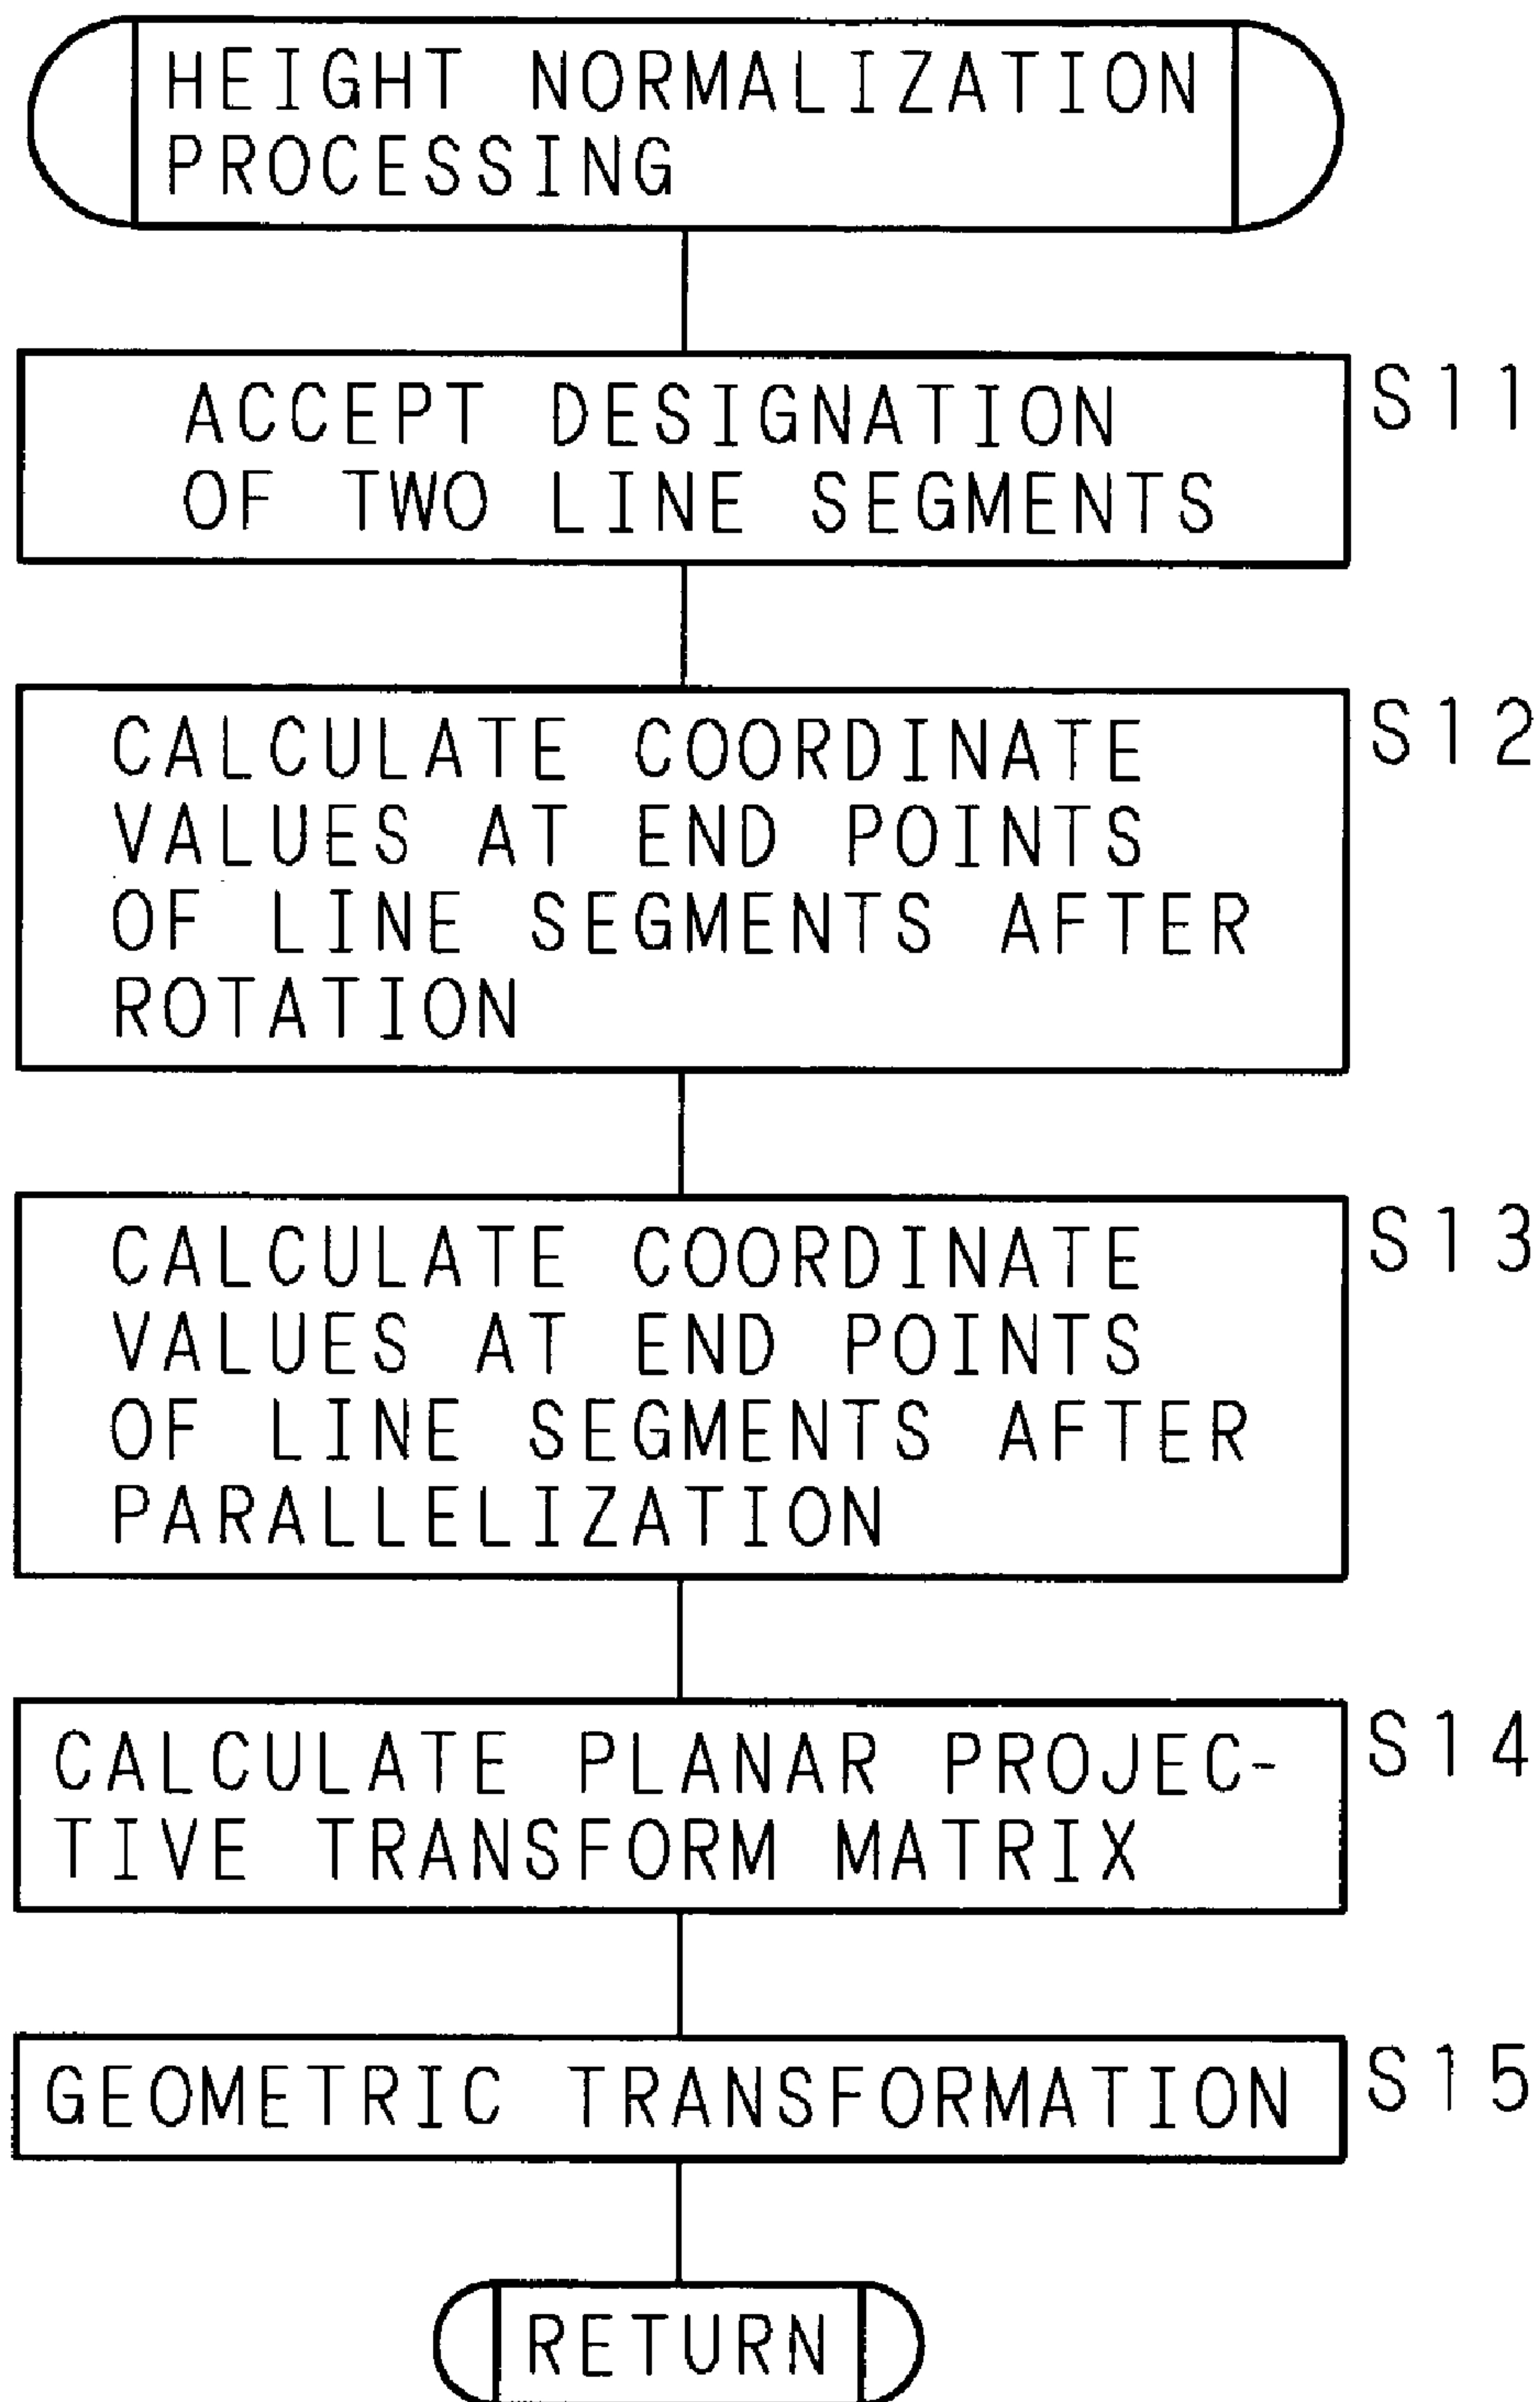 HEIGHT NORMALIZATION
PROCESSING
ACCEPT DESIGNATION
OF TWO LINE SEGMENTS
S11
CALCULATE COORDINATE
VALUES AT END POINTS
OF LINE SEGMENTS AFTER
ROTATION
S12
CALCULATE COORDINATE
VALUES AT END POINTS
OF LINE SEGMENTS AFTER
PARALLELIZATION
S13
CALCULATE PLANAR PROJEC-
TIVE TRANSFORM MATRIX
S14
GEOMETRIC TRANSFORMATION
S15
RETURN